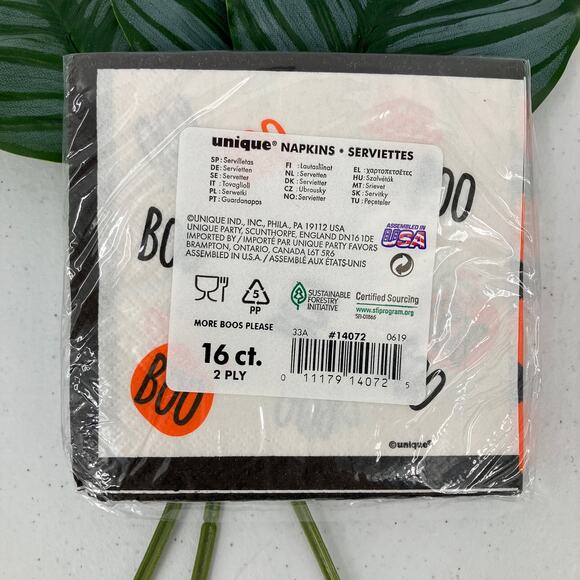 unique® NAPKINS • SERVIETTES
SP: Servilletas
DE: Servietten
SE: Servetter
IT: Tovaglioli
PL: Serwetki
PT: Guardanapos
FI: Lautasliinat
NL: Servetten
DK: Servietter
CZ: Ubrousky
NO: Servietter
EL: χαρτοπετσέτες
HU: Szalvéták
MT: Srievet
SK: Servítky
TU: Peçeteler
©UNIQUE IND., INC., PHILA., PA 19112 USA
UNIQUE PARTY, SCUNTHORPE, ENGLAND DN16 1DE
IMPORTED BY / IMPORTÉ PAR UNIQUE PARTY FAVORS
BRAMPTON, ONTARIO, CANADA L6T 5R6
ASSEMBLED IN U.S.A. / ASSEMBLÉ AUX ÉTATS-UNIS
ASSEMBLED IN
USA
5
PP
SUSTAINABLE
FORESTRY
INITIATIVE
Certified Sourcing
www.sfiprogram.org
SFI-01865
MORE BOOS PLEASE
16 ct.
2 PLY
33A #14072 0619
0 11179 14072 5
BOO
©unique®